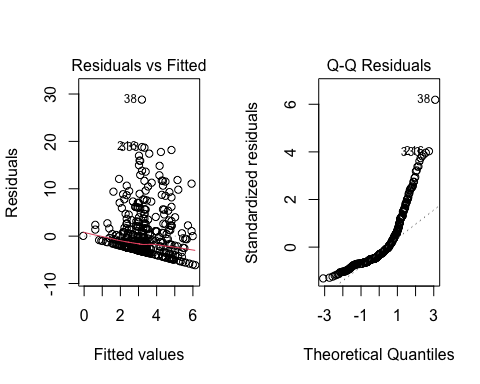 Residuals vs Fitted
38
Residuals
-10 0 10 20 30
0 2 4 6
Fitted values
Q-Q Residuals
38
Standardized residuals
0 2 4 6
-3 -1 1 3
Theoretical Quantiles